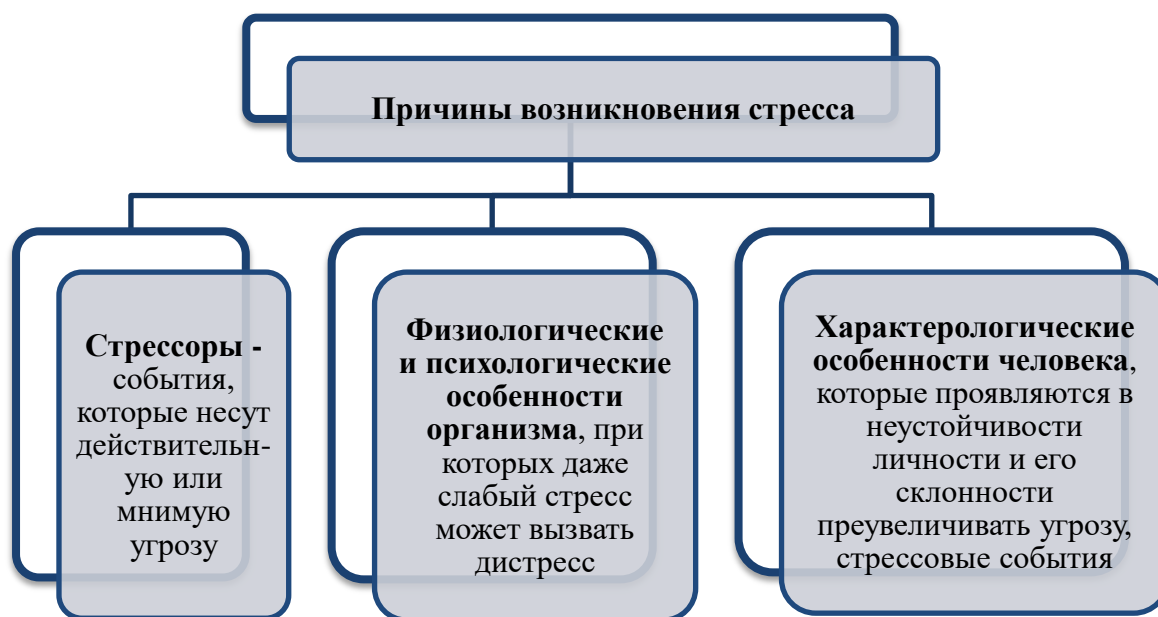 Причины возникновения стресса
Стрессоры -
события,
которые несут
действительн-
ую или
мнимую
угрозу
Физиологические
и психологические
особенности
организма, при
которых даже
слабый стресс
может вызвать
дистресс
Характерологические
особенности человека,
которые проявляются в
неустойчивости
личности и его
склонности
преувеличивать угрозу,
стрессовые события